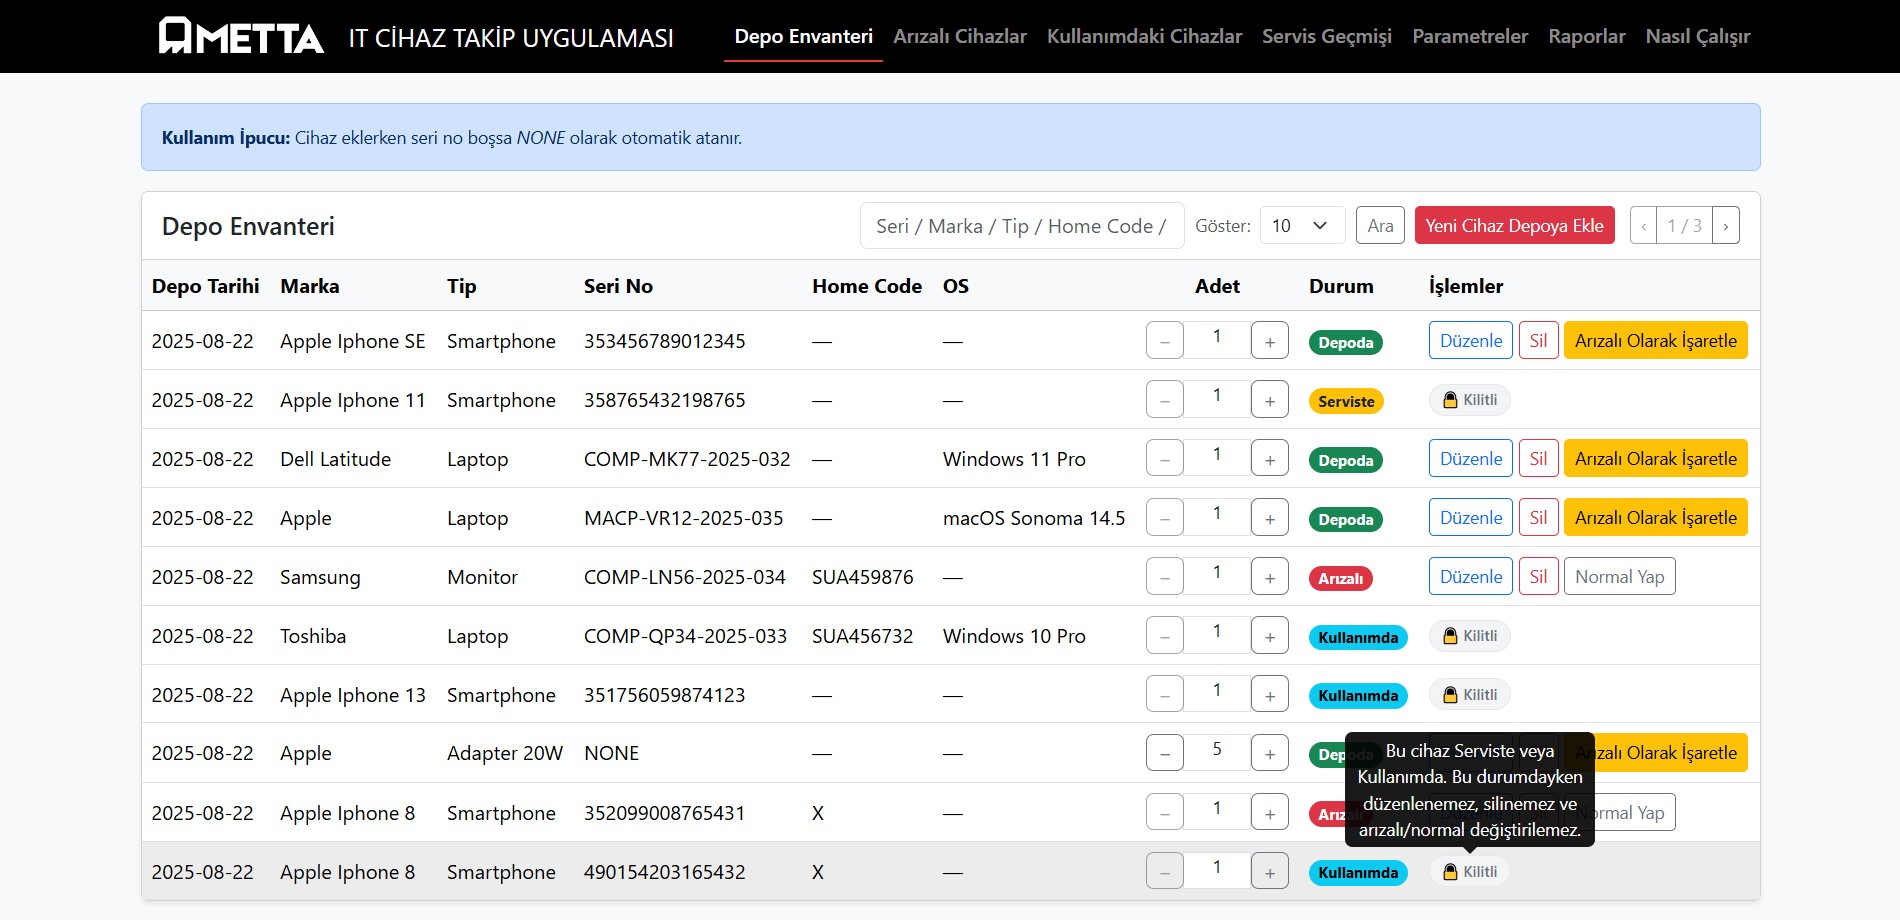 METTA IT CİHAZ TAKİP UYGULAMASI Depo Envanteri Arızalı Cihazlar Kullanımdaki Cihazlar Servis Geçmişi Parametreler Raporlar Nasıl Çalışır
Kullanım İpucu: Cihaz eklerken seri no boşsa NONE olarak otomatik atanır.
Depo Envanteri Seri / Marka / Tip / Home Code / Göster: 10 Ara Yeni Cihaz Depoya Ekle ‹ 1 / 3 ›
Depo Tarihi Marka Tip Seri No Home Code OS Adet Durum İşlemler
2025-08-22 Apple Iphone SE Smartphone 353456789012345 — — − 1 + Depoda Düzenle Sil Arızalı Olarak İşaretle
2025-08-22 Apple Iphone 11 Smartphone 358765432198765 — — − 1 + Serviste Kilitli
2025-08-22 Dell Latitude Laptop COMP-MK77-2025-032 — Windows 11 Pro − 1 + Depoda Düzenle Sil Arızalı Olarak İşaretle
2025-08-22 Apple Laptop MACP-VR12-2025-035 — macOS Sonoma 14.5 − 1 + Depoda Düzenle Sil Arızalı Olarak İşaretle
2025-08-22 Samsung Monitor COMP-LN56-2025-034 SUA459876 — − 1 + Arızalı Düzenle Sil Normal Yap
2025-08-22 Toshiba Laptop COMP-QP34-2025-033 SUA456732 Windows 10 Pro − 1 + Kullanımda Kilitli
2025-08-22 Apple Iphone 13 Smartphone 351756059874123 — — − 1 + Kullanımda Kilitli
2025-08-22 Apple Adapter 20W NONE — — − 5 + Depoda Arızalı Olarak İşaretle
Bu cihaz Serviste veya
Kullanımda. Bu durumdayken
düzenlenemez, silinemez ve
arızalı/normal değiştirilemez.
2025-08-22 Apple Iphone 8 Smartphone 352099008765431 X — − 1 + Arızalı Düzenle Sil Normal Yap
2025-08-22 Apple Iphone 8 Smartphone 490154203165432 X — − 1 + Kullanımda Kilitli